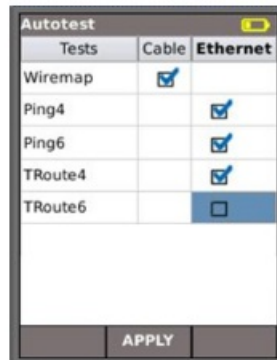 Autotest
Tests Cable Ethernet
Wiremap
Ping4
Ping6
TRoute4
TRoute6
APPLY